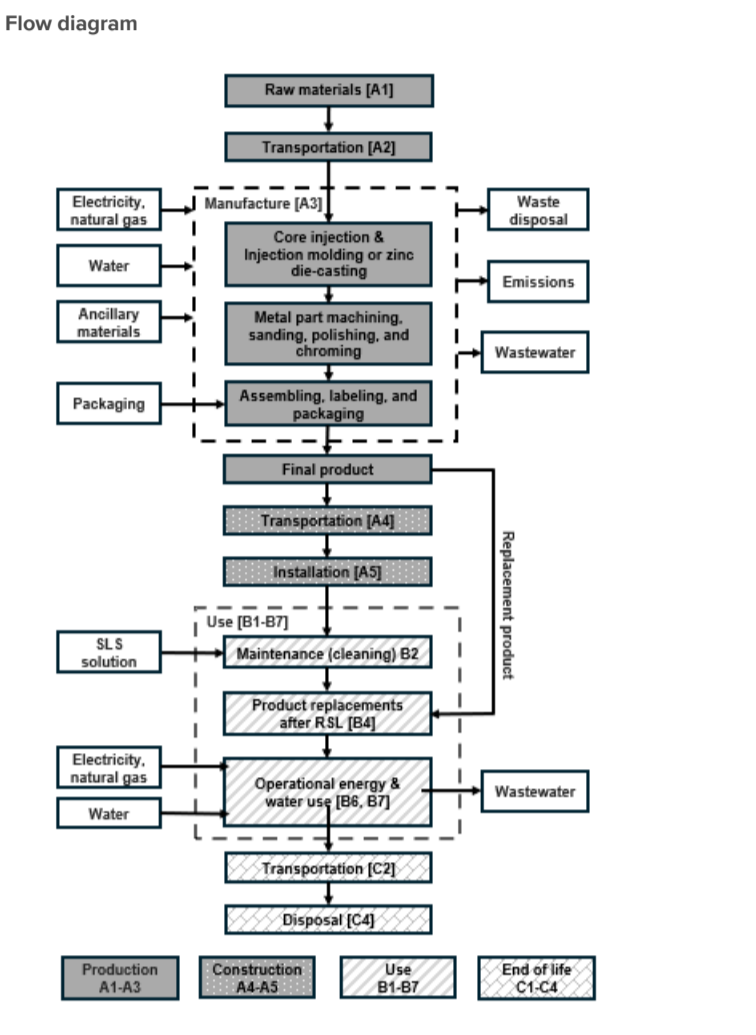 Flow diagram
Raw materials [A1]
Transportation [A2]
Electricity,
natural gas
Manufacture [A3]
Waste
disposal
Core injection &
Injection molding or zinc
die-casting
Water
Emissions
Ancillary
materials
Metal part machining,
sanding, polishing, and
chroming
Wastewater
Packaging
Assembling, labeling, and
packaging
Final product
Transportation [A4]
Replacement product
Installation [A5]
Use [B1-B7]
SLS
solution
Maintenance (cleaning) B2
Product replacements
after RSL [B4]
Electricity,
natural gas
Operational energy &
water use [B6, B7]
Wastewater
Water
Transportation [C2]
Disposal [C4]
Production
A1-A3
Construction
A4-A5
Use
B1-B7
End of life
C1-C4